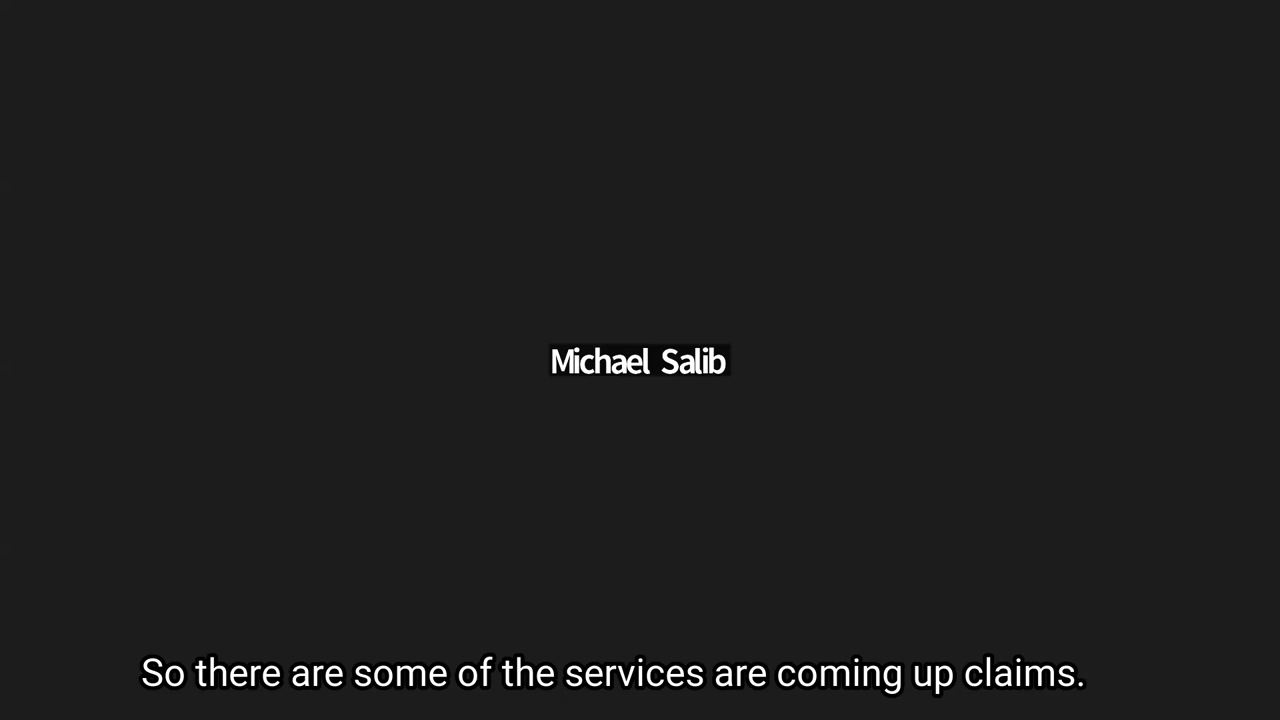 Michael Salib
So there are some of the services are coming up claims.